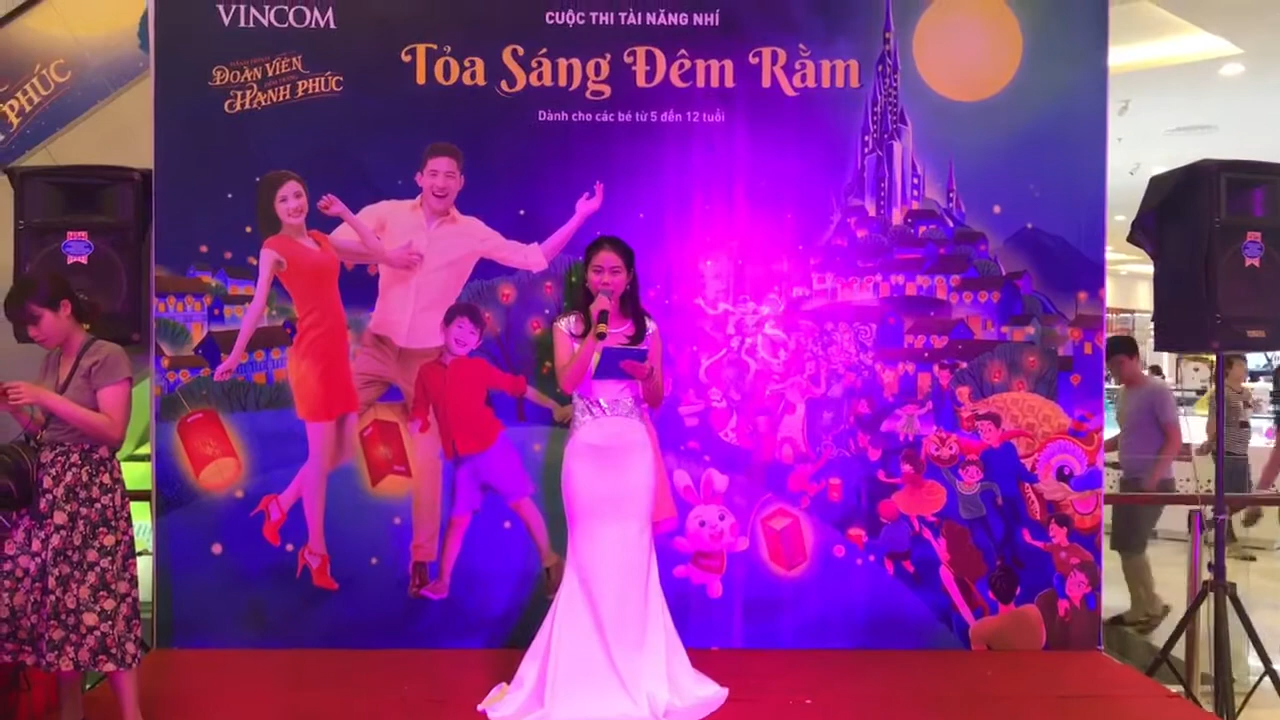 VINCOM
ĐOÀN VIÊN
HẠNH PHÚC
CUỘC THI TÀI NĂNG NHÍ
Tỏa Sáng Đêm Rằm
Dành cho các bé từ 5 đến 12 tuổi
PHÚC